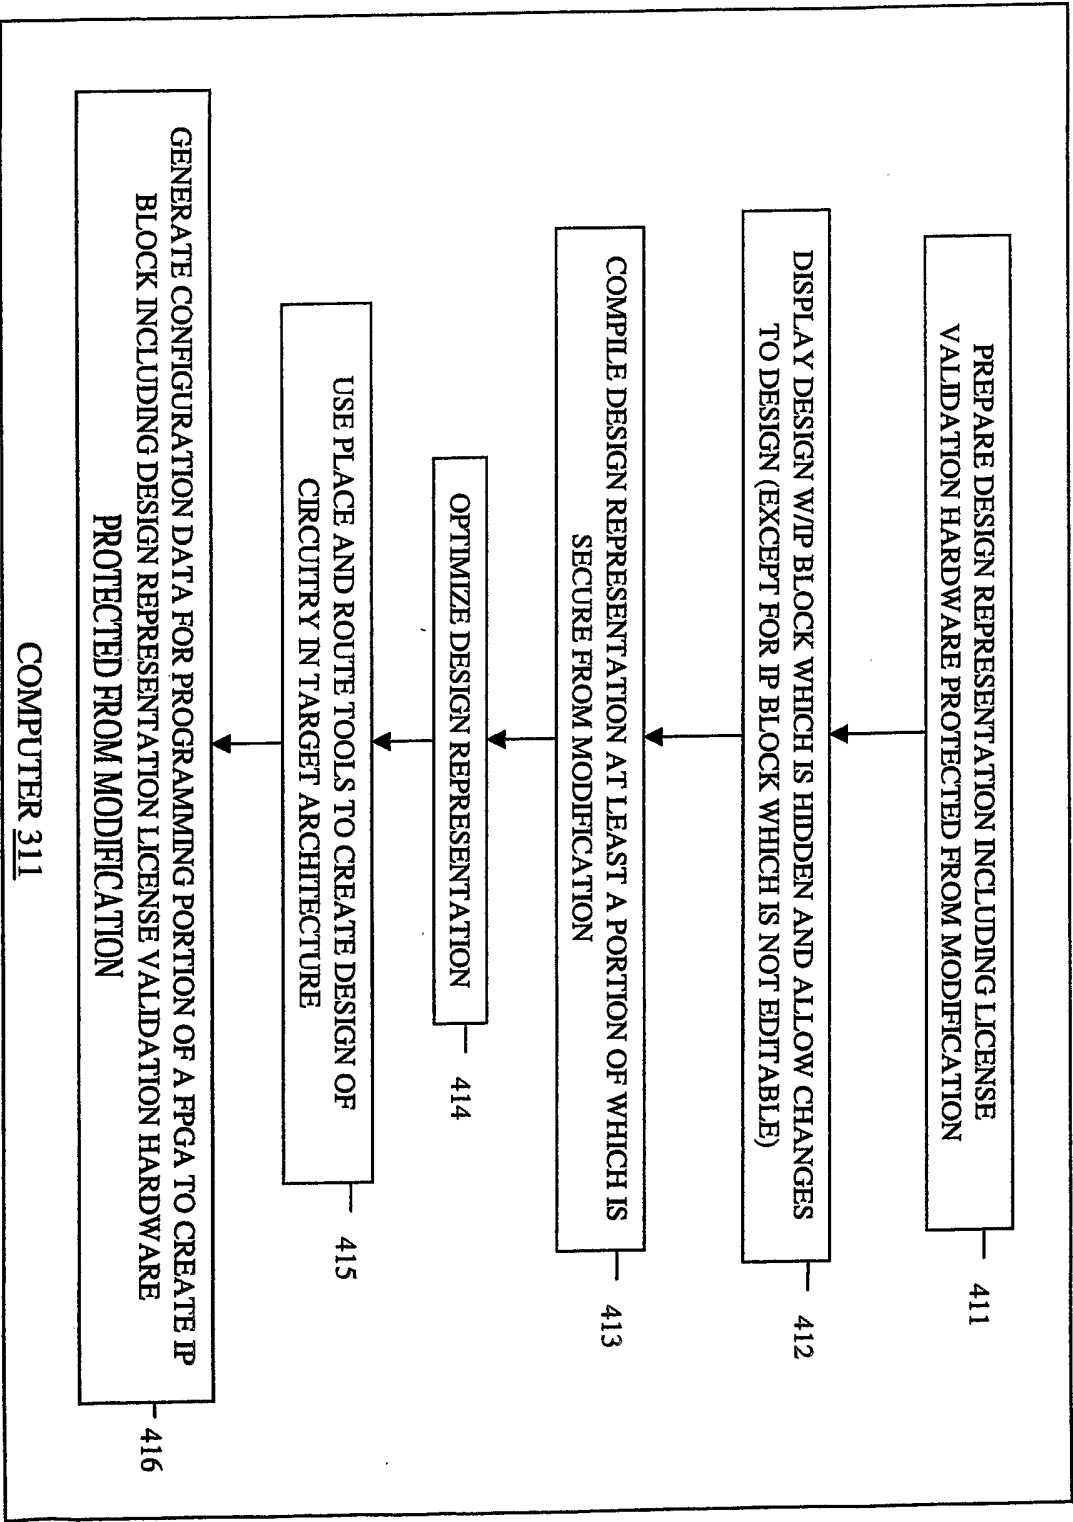 PREPARE DESIGN REPRESENTATION INCLUDING LICENSE
VALIDATION HARDWARE PROTECTED FROM MODIFICATION
411
DISPLAY DESIGN W/IP BLOCK WHICH IS HIDDEN AND ALLOW CHANGES
TO DESIGN (EXCEPT FOR IP BLOCK WHICH IS NOT EDITABLE)
412
COMPILE DESIGN REPRESENTATION AT LEAST A PORTION OF WHICH IS
SECURE FROM MODIFICATION
413
OPTIMIZE DESIGN REPRESENTATION
414
USE PLACE AND ROUTE TOOLS TO CREATE DESIGN OF
CIRCUITRY IN TARGET ARCHITECTURE
415
GENERATE CONFIGURATION DATA FOR PROGRAMMING PORTION OF A FPGA TO CREATE IP
BLOCK INCLUDING DESIGN REPRESENTATION LICENSE VALIDATION HARDWARE
PROTECTED FROM MODIFICATION
416
COMPUTER 311